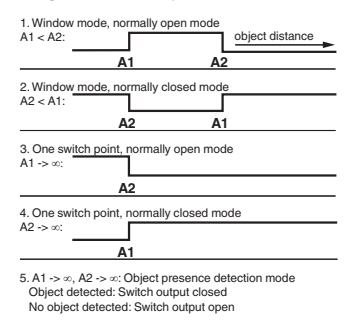 1. Window mode, normally open mode
A1 < A2:
object distance
A1 A2
2. Window mode, normally closed mode
A2 < A1:
A2 A1
3. One switch point, normally open mode
A1 -> ∞:
A2
4. One switch point, normally closed mode
A2 -> ∞:
A1
5. A1 -> ∞, A2 -> ∞: Object presence detection mode
Object detected: Switch output closed
No object detected: Switch output open